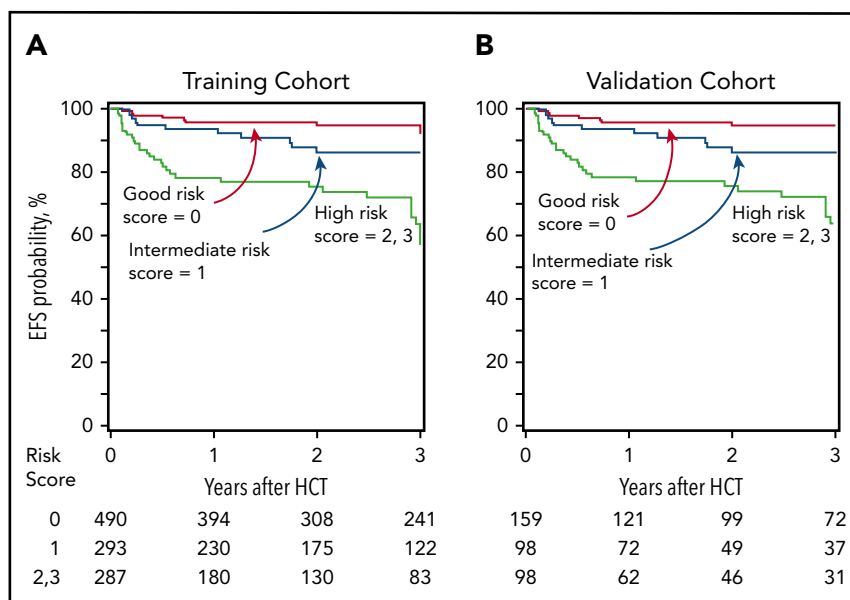 A
B
Training Cohort
Validation Cohort
EFS probability, %
100
80
60
40
20
0
Good risk
score = 0
High risk
score = 2, 3
Intermediate risk
score = 1
0 1 2 3
Years after HCT
Good risk
score = 0
High risk
score = 2, 3
Intermediate risk
score = 1
100
80
60
40
20
0
0 1 2 3
Years after HCT
Risk
Score
0 490 394 308 241 159 121 99 72
1 293 230 175 122 98 72 49 37
2,3 287 180 130 83 98 62 46 31